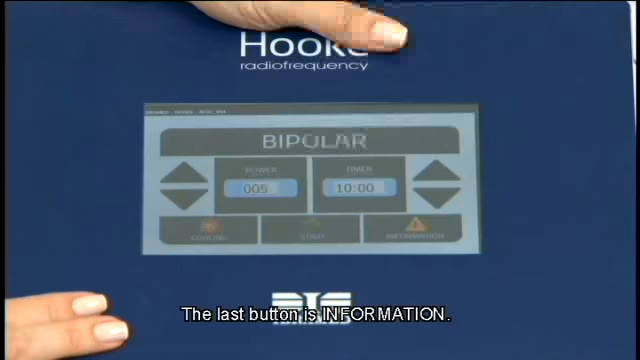 Hooke
radiofrequency
BIPOLAR
POWER
TIMER
005
10:00
COOLING
START
INFORMATION
The last button is INFORMATION.